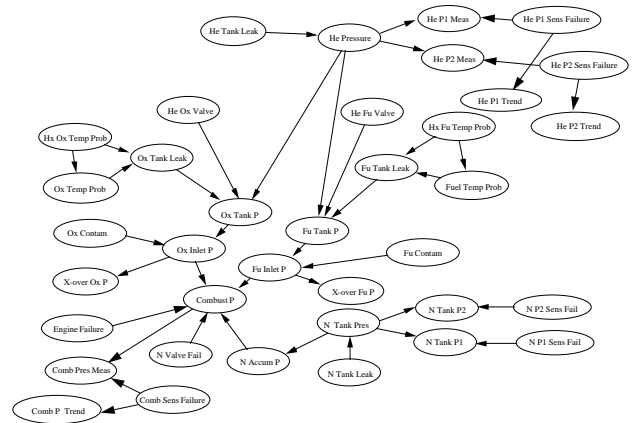 He P1 Meas
He P1 Sens Failure
He Tank Leak
He Pressure
He P2 Meas
He P2 Sens Failure
He P1 Trend
He Ox Valve
He Fu Valve
He P2 Trend
Hx Ox Temp Prob
Hx Fu Temp Prob
Ox Tank Leak
Fu Tank Leak
Ox Temp Prob
Fuel Temp Prob
Ox Tank P
Fu Tank P
Ox Contam
Ox Inlet P
Fu Contam
Fu Inlet P
X-over Ox P
X-over Fu P
Combust P
N Tank P2
N P2 Sens Fail
Engine Failure
N Tank Pres
N Tank P1
N P1 Sens Fail
N Valve Fail
N Accum P
Comb Pres Meas
N Tank Leak
Comb Sens Failure
Comb P Trend